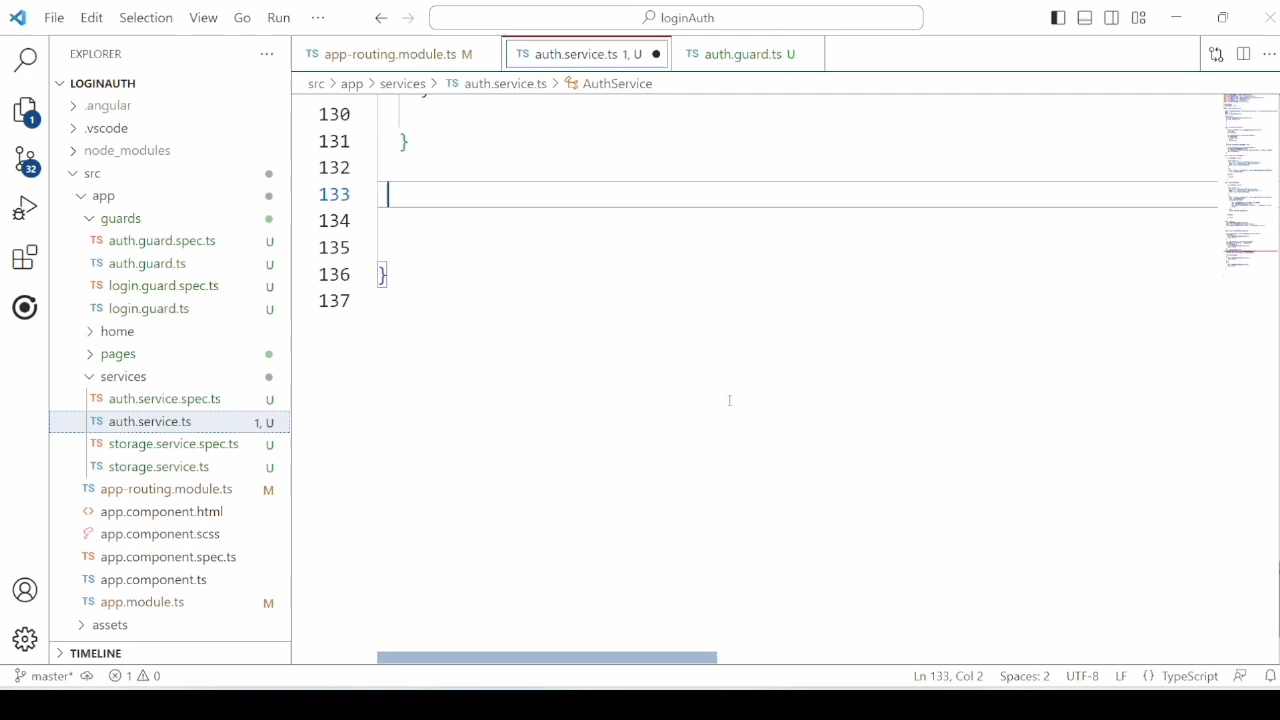 File Edit Selection View Go Run ··· loginAuth
EXPLORER ···
LOGINAUTH
.angular
.vscode
node_modules
src
app
guards
TS auth.guard.spec.ts U
TS auth.guard.ts U
TS login.guard.spec.ts U
TS login.guard.ts U
home
pages
services
TS auth.service.spec.ts U
TS auth.service.ts 1, U
TS storage.service.spec.ts U
TS storage.service.ts U
TS app-routing.module.ts M
<> app.component.html
app.component.scss
TS app.component.spec.ts
TS app.component.ts
TS app.module.ts M
assets
TIMELINE
1
32
TS app-routing.module.ts M TS auth.service.ts 1, U ● TS auth.guard.ts U ···
src > app > services > TS auth.service.ts > AuthService
130
131 }
132
133
134
135
136 }
137
master* 1 0 Ln 133, Col 2 Spaces: 2 UTF-8 LF {} TypeScript